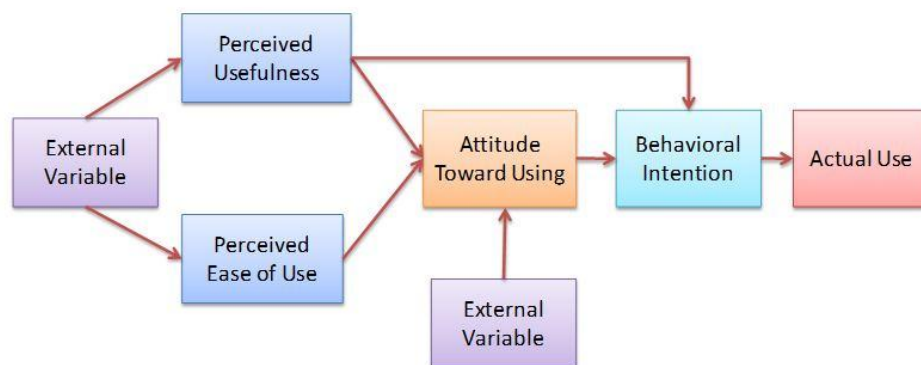 Perceived
Usefulness
External
Variable
Attitude
Toward Using
Behavioral
Intention
Actual Use
Perceived
Ease of Use
External
Variable